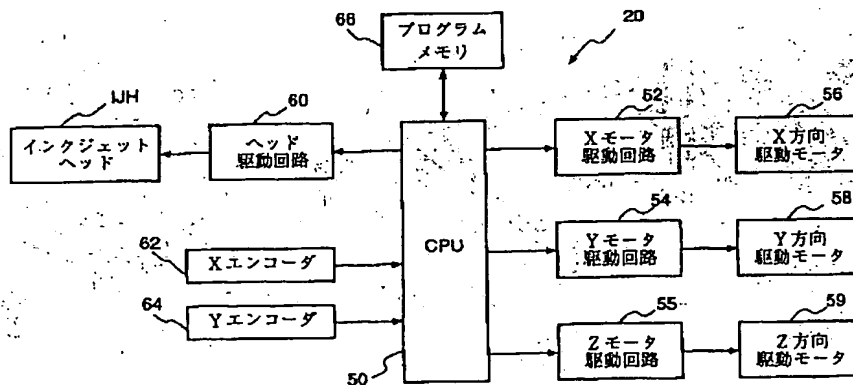 66
プログラム
メモリ
20
IJH
インクジェット
ヘッド
60
ヘッド
駆動回路
52
Xモータ
駆動回路
56
X方向
駆動モータ
CPU
54
Yモータ
駆動回路
58
Y方向
駆動モータ
62
Xエンコーダ
64
Yエンコーダ
50
55
Zモータ
駆動回路
59
Z方向
駆動モータ